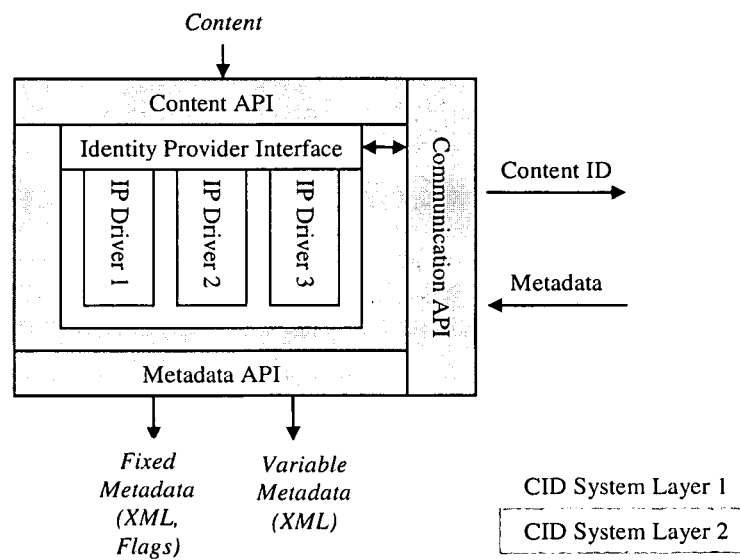 Content
Content API
Identity Provider Interface
IP Driver 1
IP Driver 2
IP Driver 3
Communication API
Content ID
Metadata
Metadata API
Fixed
Metadata
(XML,
Flags)
Variable
Metadata
(XML)
CID System Layer 1
CID System Layer 2